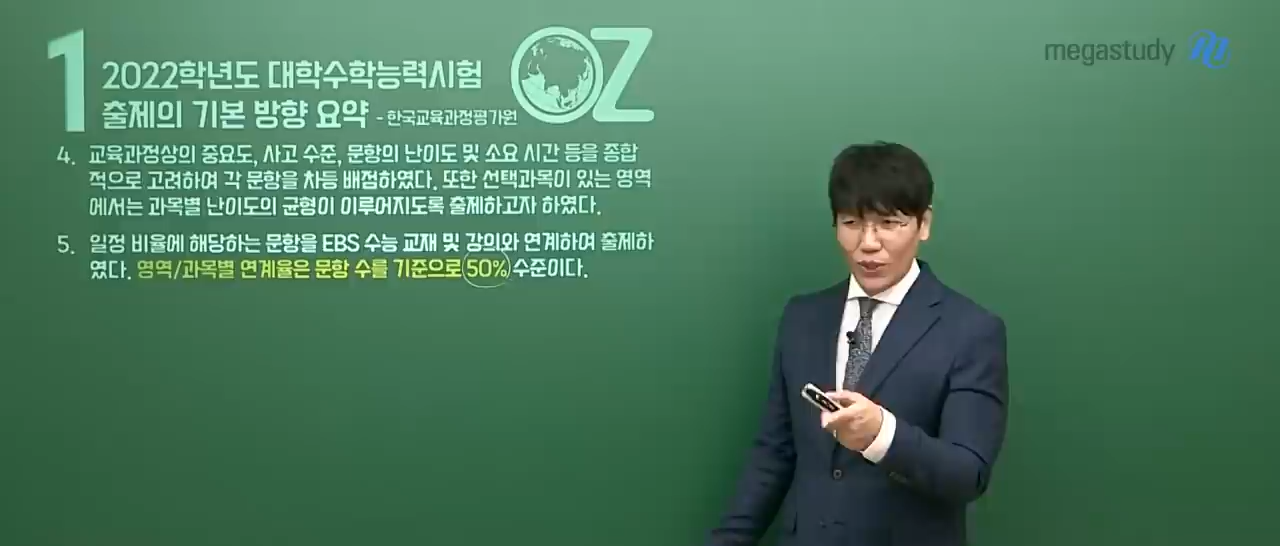 1
2022학년도 대학수학능력시험
출제의 기본 방향 요약 - 한국교육과정평가원
OZ
megastudy
4. 교육과정상의 중요도, 사고 수준, 문항의 난이도 및 소요 시간 등을 종합
적으로 고려하여 각 문항을 차등 배점하였다. 또한 선택과목이 있는 영역
에서는 과목별 난이도의 균형이 이루어지도록 출제하고자 하였다.
5. 일정 비율에 해당하는 문항을 EBS 수능 교재 및 강의와 연계하여 출제하
였다. 영역/과목별 연계율은 문항 수를 기준으로 50% 수준이다.